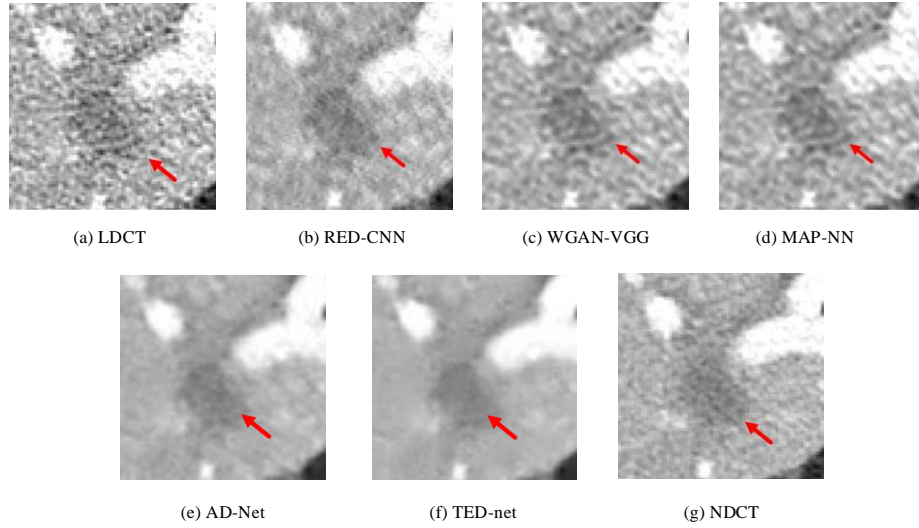 (a) LDCT
(b) RED-CNN
(c) WGAN-VGG
(d) MAP-NN
(e) AD-Net
(f) TED-net
(g) NDCT